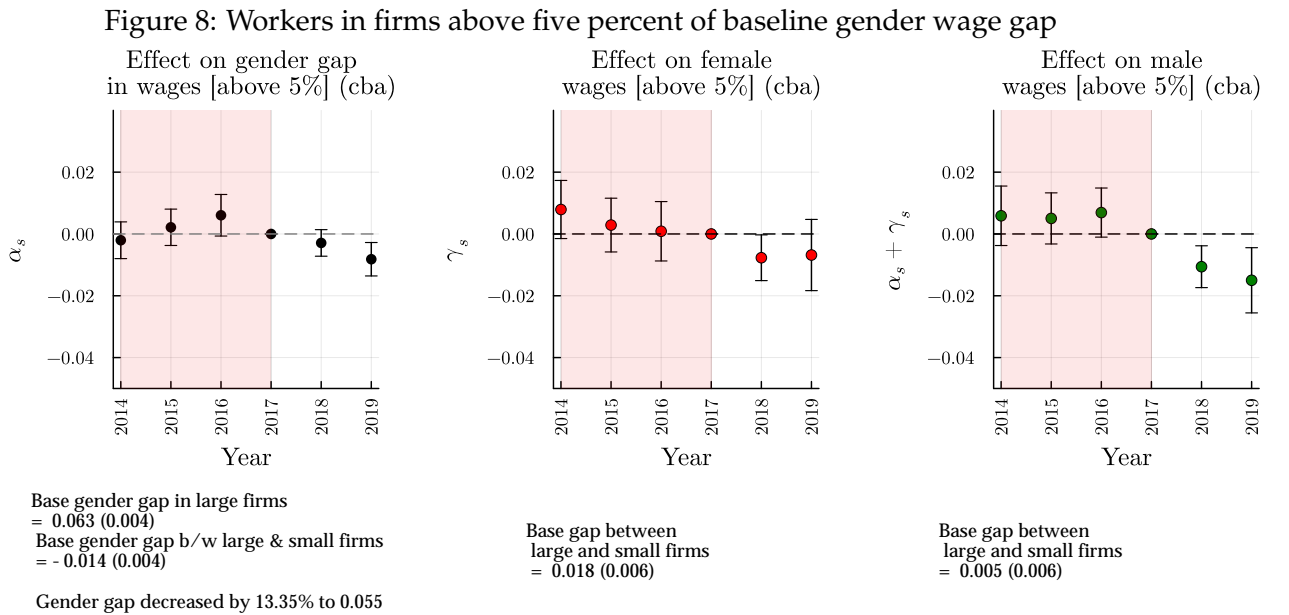 Figure 8: Workers in firms above five percent of baseline gender wage gap
Effect on gender gap
in wages [above 5%] (cba)
α_s
0.02
0.00
−0.02
−0.04
2014
2015
2016
2017
2018
2019
Year
Effect on female
wages [above 5%] (cba)
γ_s
0.02
0.00
−0.02
−0.04
2014
2015
2016
2017
2018
2019
Year
Effect on male
wages [above 5%] (cba)
α_s + γ_s
0.02
0.00
−0.02
−0.04
2014
2015
2016
2017
2018
2019
Year
Base gender gap in large firms
= 0.063 (0.004)
Base gender gap b/w large & small firms
= - 0.014 (0.004)
Gender gap decreased by 13.35% to 0.055
Base gap between
large and small firms
= 0.018 (0.006)
Base gap between
large and small firms
= 0.005 (0.006)